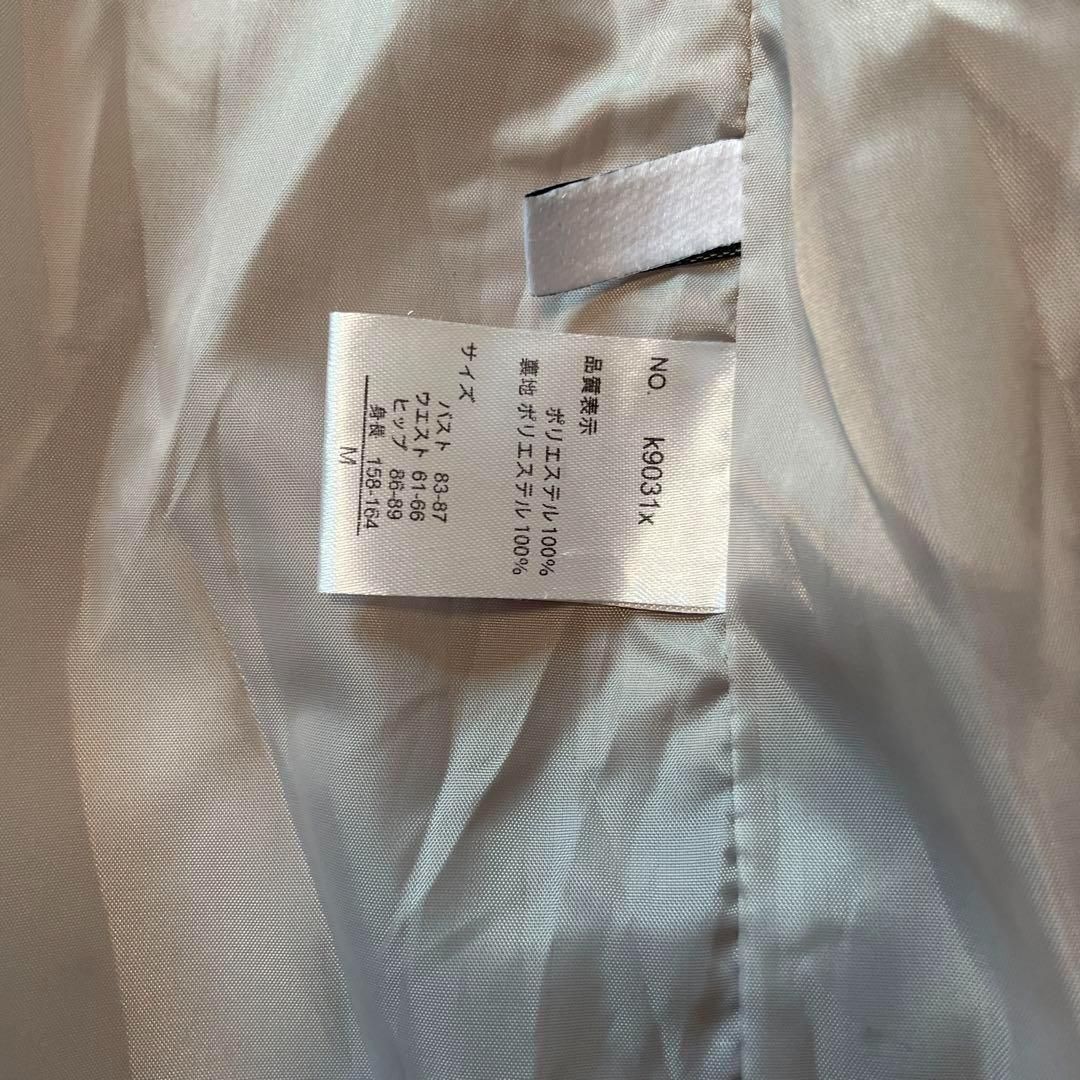 NO. k9031x
品質表示
ポリエステル100%
裏地 ポリエステル100%
サイズ
バスト 83-87
ウエスト 61-66
ヒップ 86-89
身長 158-164
M